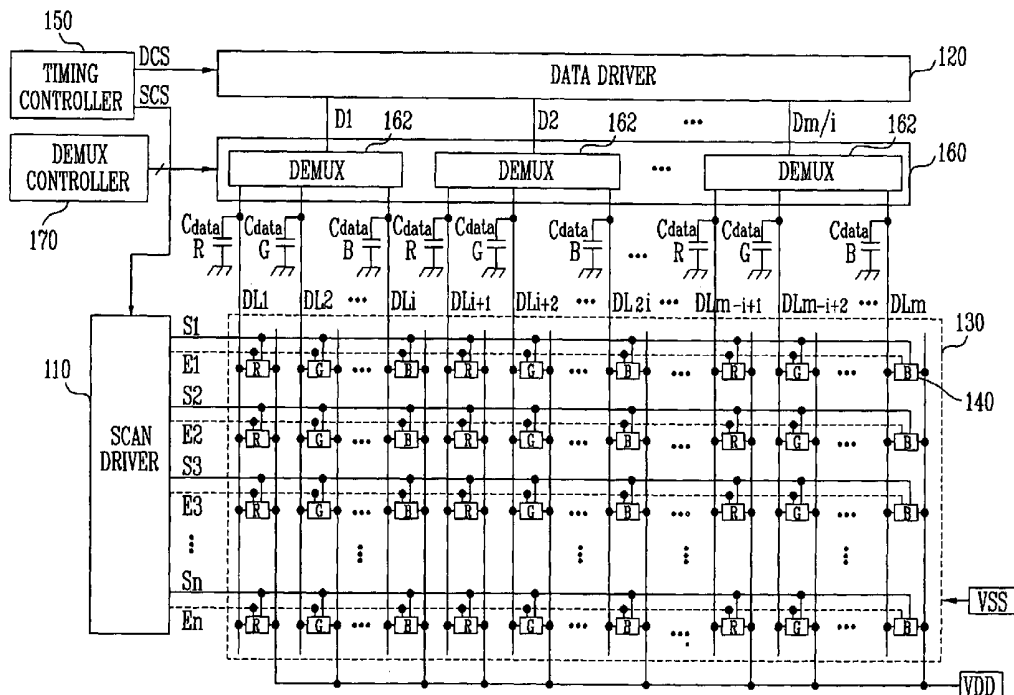 150
DCS
TIMING
CONTROLLER
SCS
DATA DRIVER
120
D1 D2 ... Dm/i
162 162 162
DEMUX
CONTROLLER
DEMUX DEMUX ... DEMUX
160
170
Cdata R Cdata G Cdata B Cdata R Cdata G Cdata B ... Cdata R Cdata G Cdata B
DL1 DL2 ... DLi DLi+1 DLi+2 ... DL2i ... DLm-i+1 DLm-i+2 ... DLm
130
110
SCAN
DRIVER
S1
E1 R G ... B R G ... B ... R G ... B
140
S2
E2 R G ... B R G ... B ... R G ... B
S3
E3 R G ... B R G ... B ... R G ... B
Sn
En R G ... B R G ... B ... R G ... B
VSS
VDD